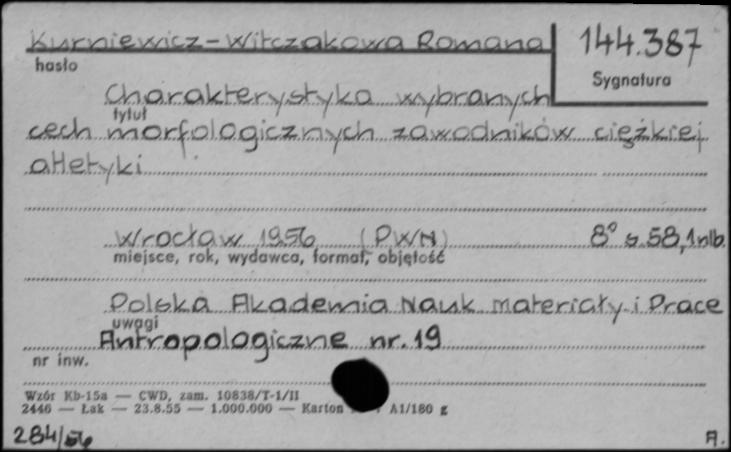 Kurniewicz-Witczakowa Romana
144.387
hasło
Sygnatura
Charakterystyka wybranych
tytuł
cech morfologicznych zawodników ciężkiej
atletyki
Wrocław 1956 (PWN) 8° s.58,1nlb.
miejsce, rok, wydawca, format, objętość
Polska Akademia Nauk materiały i Prace
uwagi
Antropologiczne nr.19
nr inw.
Wzór Kb-15a — CWD, zam. 10838/T-1/II
2446 — Łak — 23.8.55 — 1.000.000 — Karton A1/180 g
284/56
A.